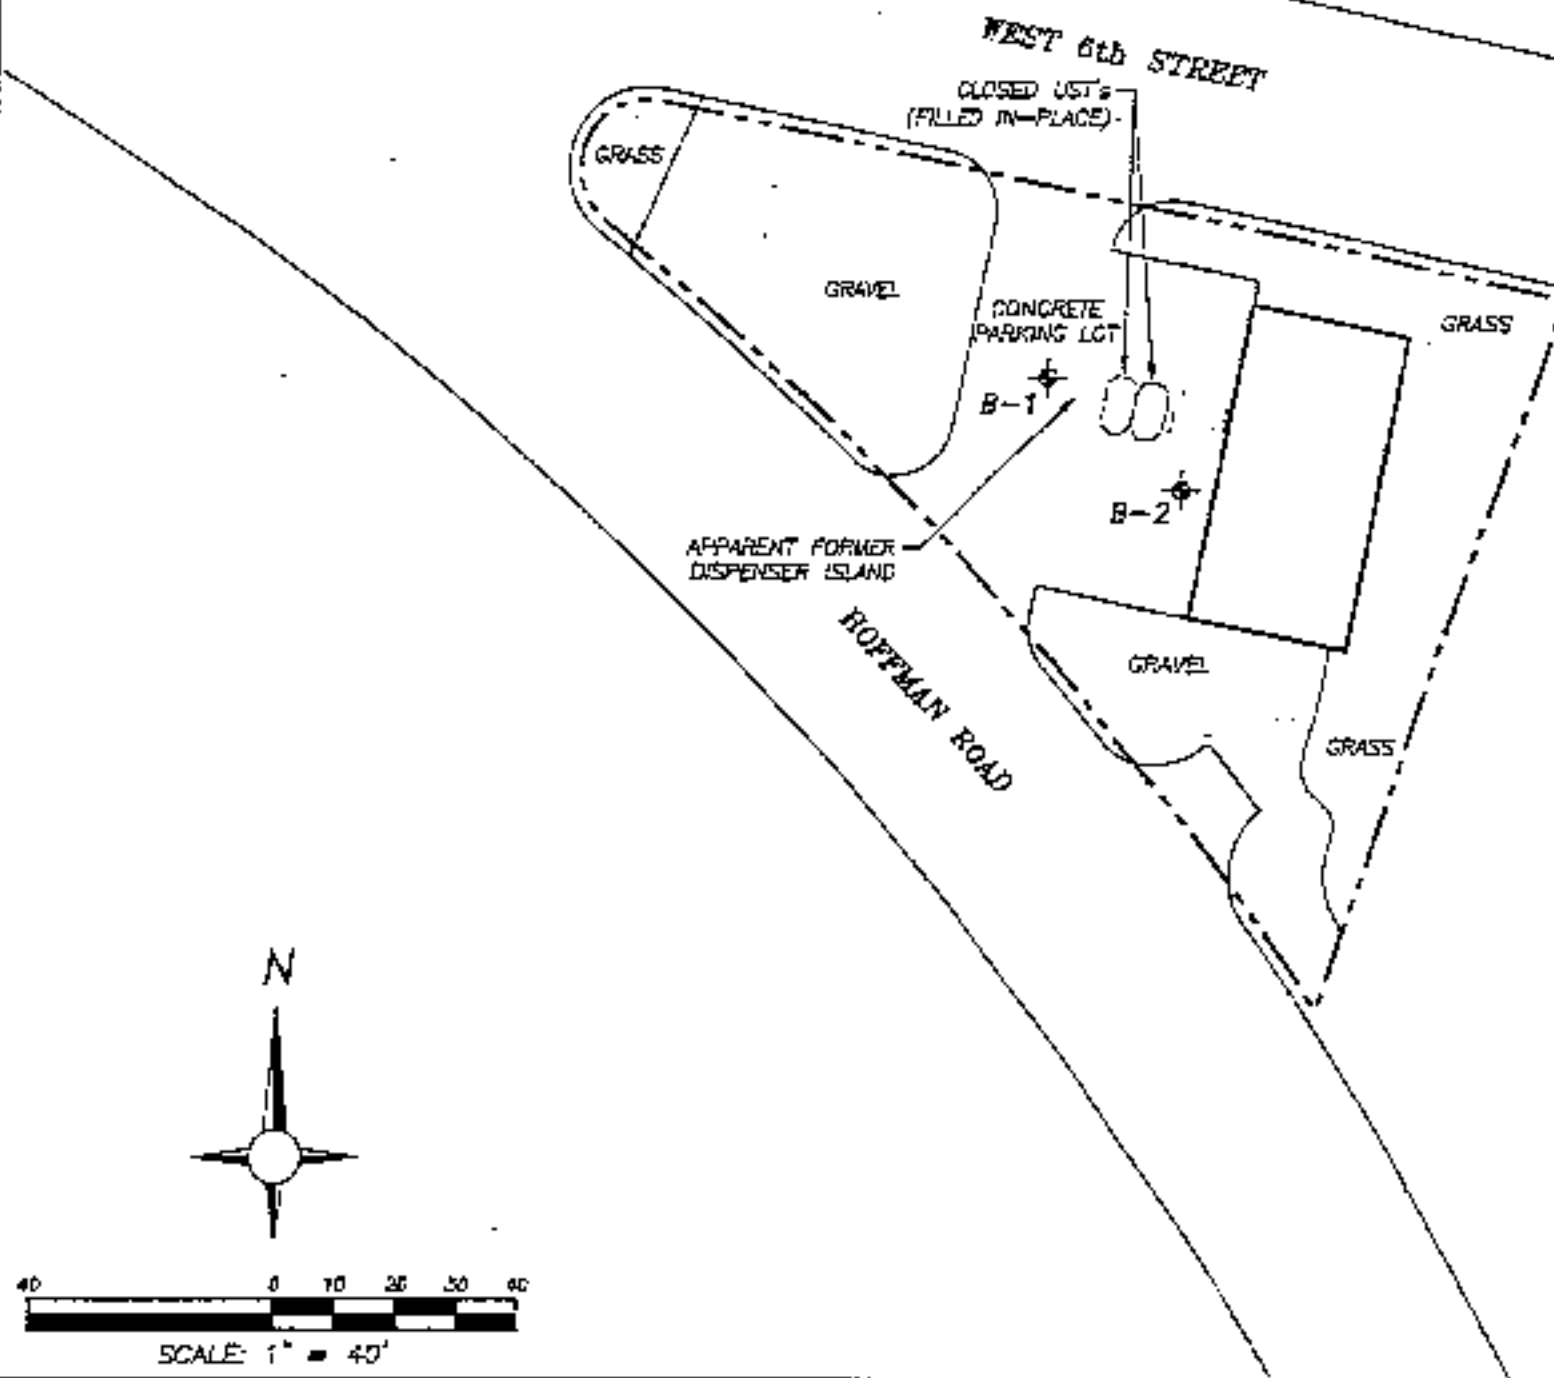 WEST 6th STREET
CLOSED UST's
(FILLED IN-PLACE)
GRASS
GRAVEL
CONCRETE
PARKING LOT
GRASS
B-1
B-2
APPARENT FORMER
DISPENSER ISLAND
HOFFMAN ROAD
GRAVEL
GRASS
N
40 0 10 20 30 40
SCALE: 1" = 40'